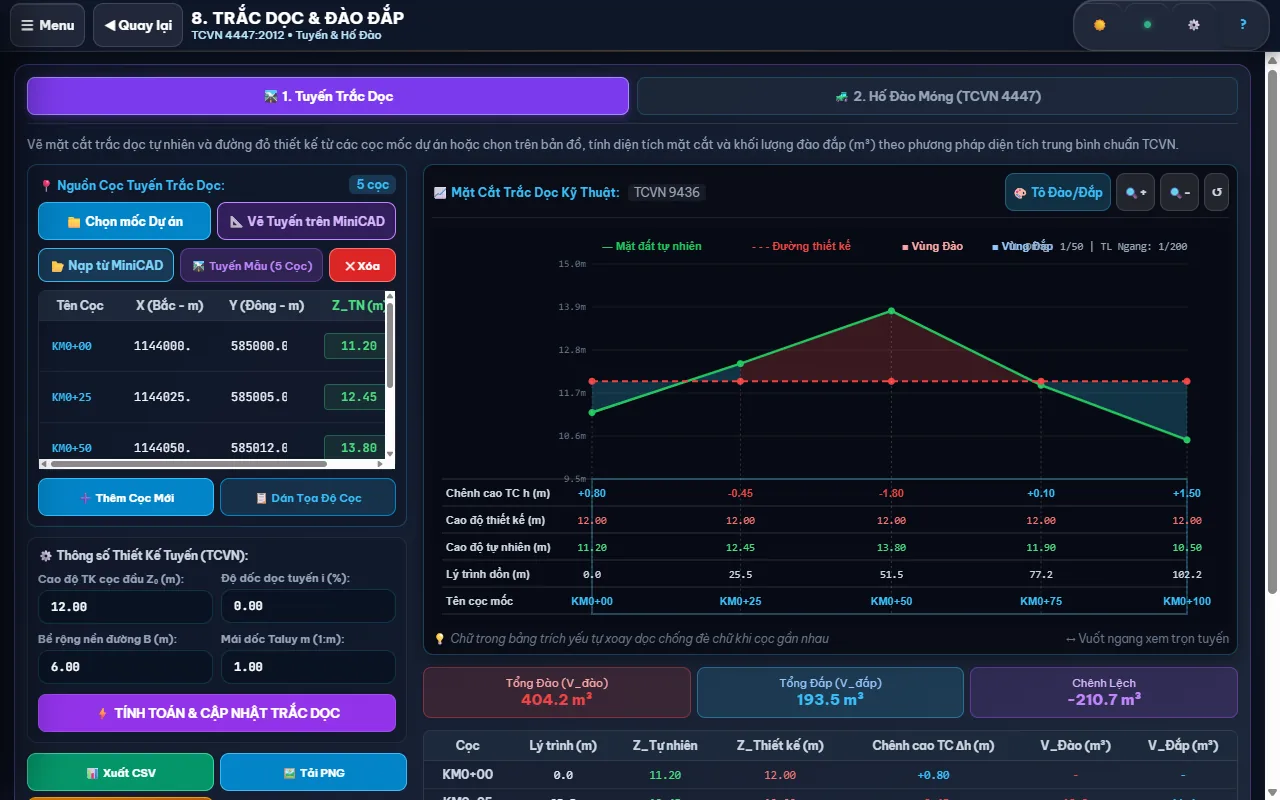 ☰ Menu
◀ Quay lại
8. TRẮC DỌC & ĐÀO ĐẮP
TCVN 4447:2012 • Tuyến & Hố Đào
?
1. Tuyến Trắc Dọc
2. Hố Đào Móng (TCVN 4447)
Vẽ mặt cắt trắc dọc tự nhiên và đường đỏ thiết kế từ các cọc mốc dự án hoặc chọn trên bản đồ, tính diện tích mặt cắt và khối lượng đào đắp (m³) theo phương pháp diện tích trung bình chuẩn TCVN.
Nguồn Cọc Tuyến Trắc Dọc:
5 cọc
Chọn mốc Dự án
Vẽ Tuyến trên MiniCAD
Nạp từ MiniCAD
Tuyến Mẫu (5 Cọc)
Xóa
Tên Cọc X (Bắc - m) Y (Đông - m) Z_TN (m)
KM0+00 1144000. 585000.0 11.20
KM0+25 1144025. 585005.0 12.45
KM0+50 1144050. 585012.0 13.80
Thêm Cọc Mới
Dán Tọa Độ Cọc
Thông số Thiết Kế Tuyến (TCVN):
Cao độ TK cọc đầu Z₀ (m): Độ dốc dọc tuyến i (%):
12.00 0.00
Bề rộng nền đường B (m): Mái dốc Taluy m (1:m):
6.00 1.00
TÍNH TOÁN & CẬP NHẬT TRẮC DỌC
Xuất CSV
Tải PNG
Mặt Cắt Trắc Dọc Kỹ Thuật: TCVN 9436
Tô Đào/Đắp
+
-
↺
— Mặt đất tự nhiên --- Đường thiết kế ■ Vùng Đào ■ Vùng Đắp 1/50 | TL Ngang: 1/200
15.0m
13.9m
12.8m
11.7m
10.6m
9.5m
Chênh cao TC h (m) +0.80 -0.45 -1.80 +0.10 +1.50
Cao độ thiết kế (m) 12.00 12.00 12.00 12.00 12.00
Cao độ tự nhiên (m) 11.20 12.45 13.80 11.90 10.50
Lý trình dồn (m) 0.0 25.5 51.5 77.2 102.2
Tên cọc mốc KM0+00 KM0+25 KM0+50 KM0+75 KM0+100
Chữ trong bảng trích yếu tự xoay dọc chống đè chữ khi cọc gần nhau
↔ Vuốt ngang xem trọn tuyến
Tổng Đào (V_đào)
404.2 m³
Tổng Đắp (V_đắp)
193.5 m³
Chênh Lệch
-210.7 m³
Cọc Lý trình (m) Z_Tự nhiên Z_Thiết kế (m) Chênh cao TC Δh (m) V_Đào (m³) V_Đắp (m³)
KM0+00 0.0 11.20 12.00 +0.80 - -